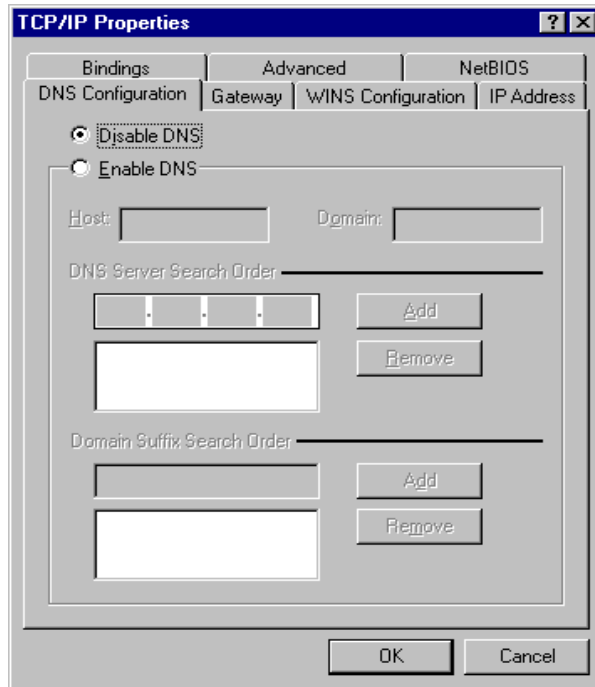 TCP/IP Properties ? ×
Bindings Advanced NetBIOS
DNS Configuration Gateway WINS Configuration IP Address
Disable DNS
Enable DNS
Host: Domain:
DNS Server Search Order
. . . Add
Remove
Domain Suffix Search Order
Add
Remove
OK Cancel